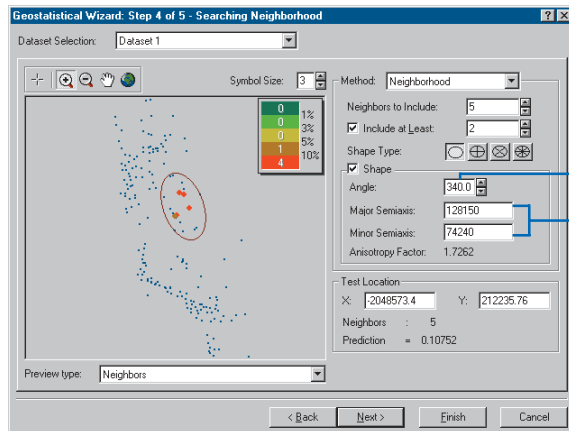 Geostatistical Wizard: Step 4 of 5 - Searching Neighborhood
Dataset Selection: Dataset 1
Symbol Size: 3
0 1%
0 3%
0 5%
1 10%
4
Preview type: Neighbors
Method: Neighborhood
Neighbors to Include: 5
Include at Least: 2
Shape Type:
Shape
Angle: 340.0
Major Semiaxis: 128150
Minor Semiaxis: 74240
Anisotropy Factor: 1.7262
Test Location
X: -2048573.4 Y: 212235.76
Neighbors : 5
Prediction = 0.10752
< Back Next > Finish Cancel